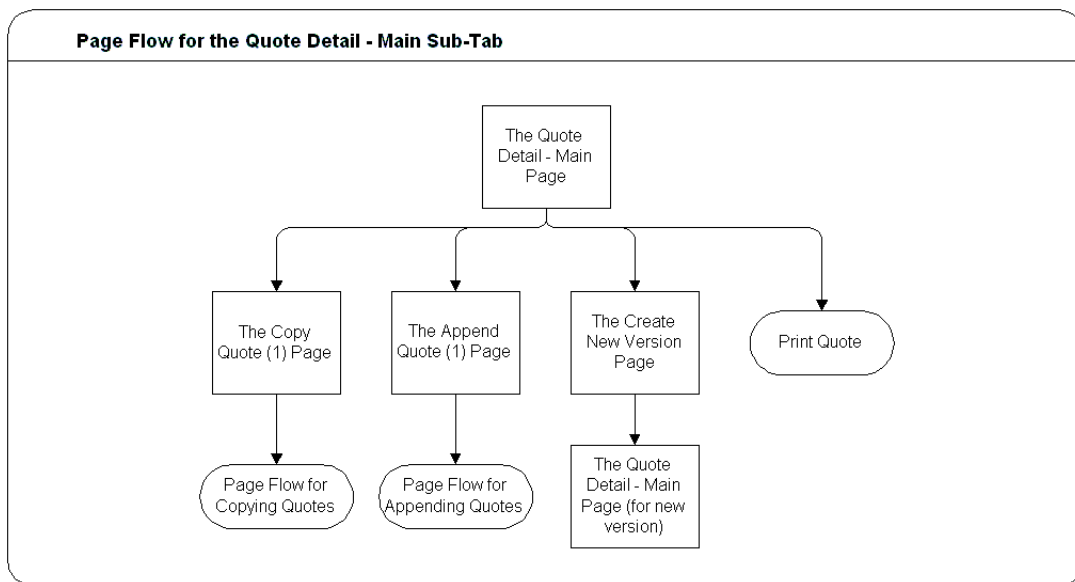 Page Flow for the Quote Detail - Main Sub-Tab
The Quote
Detail - Main
Page
The Copy
Quote (1) Page
The Append
Quote (1) Page
The Create
New Version
Page
Print Quote
Page Flow for
Copying Quotes
Page Flow for
Appending Quotes
The Quote
Detail - Main
Page (for new
version)